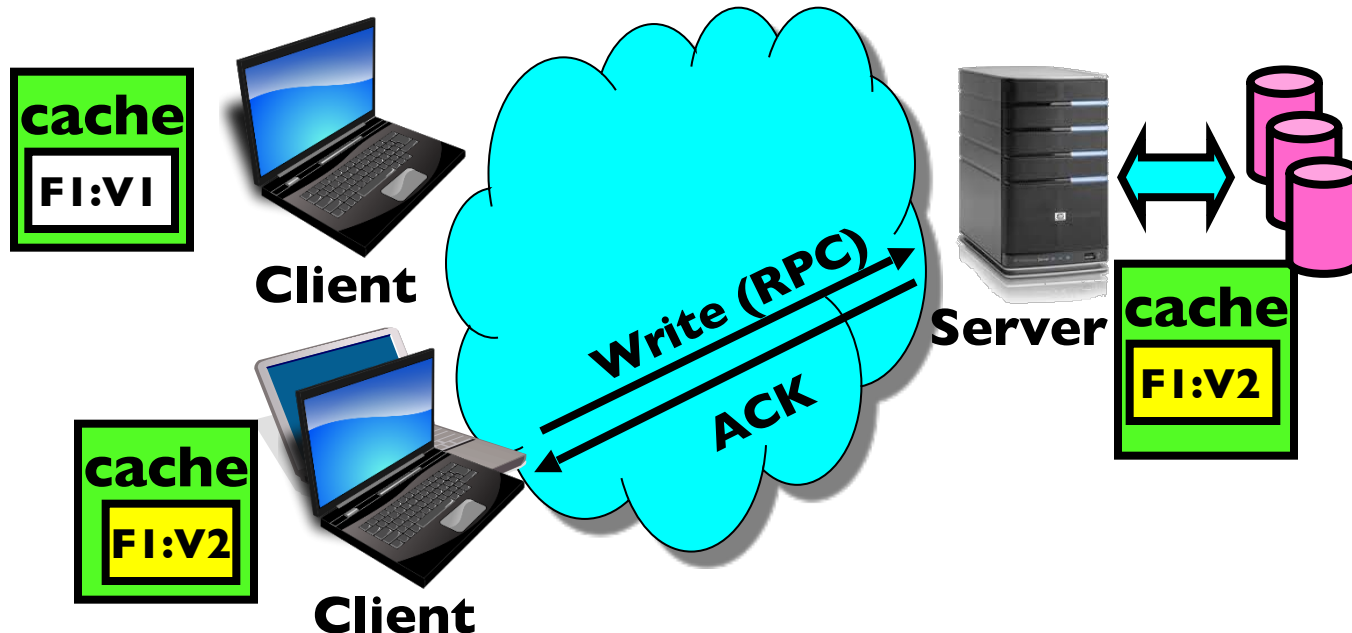 cache
F1:V1
Client
Write (RPC)
ACK
Server
cache
F1:V2
cache
F1:V2
Client